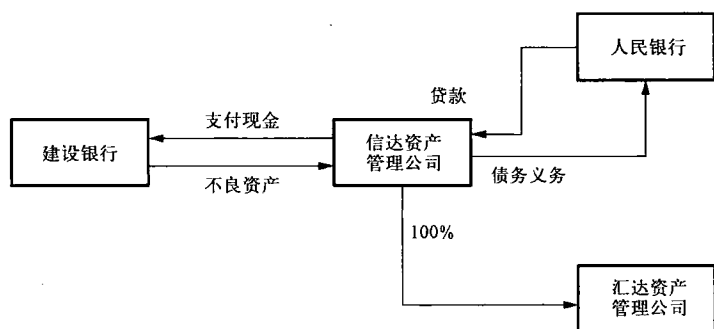 人民银行
贷款
支付现金
建设银行
信达资产
管理公司
不良资产
债务义务
100%
汇达资产
管理公司